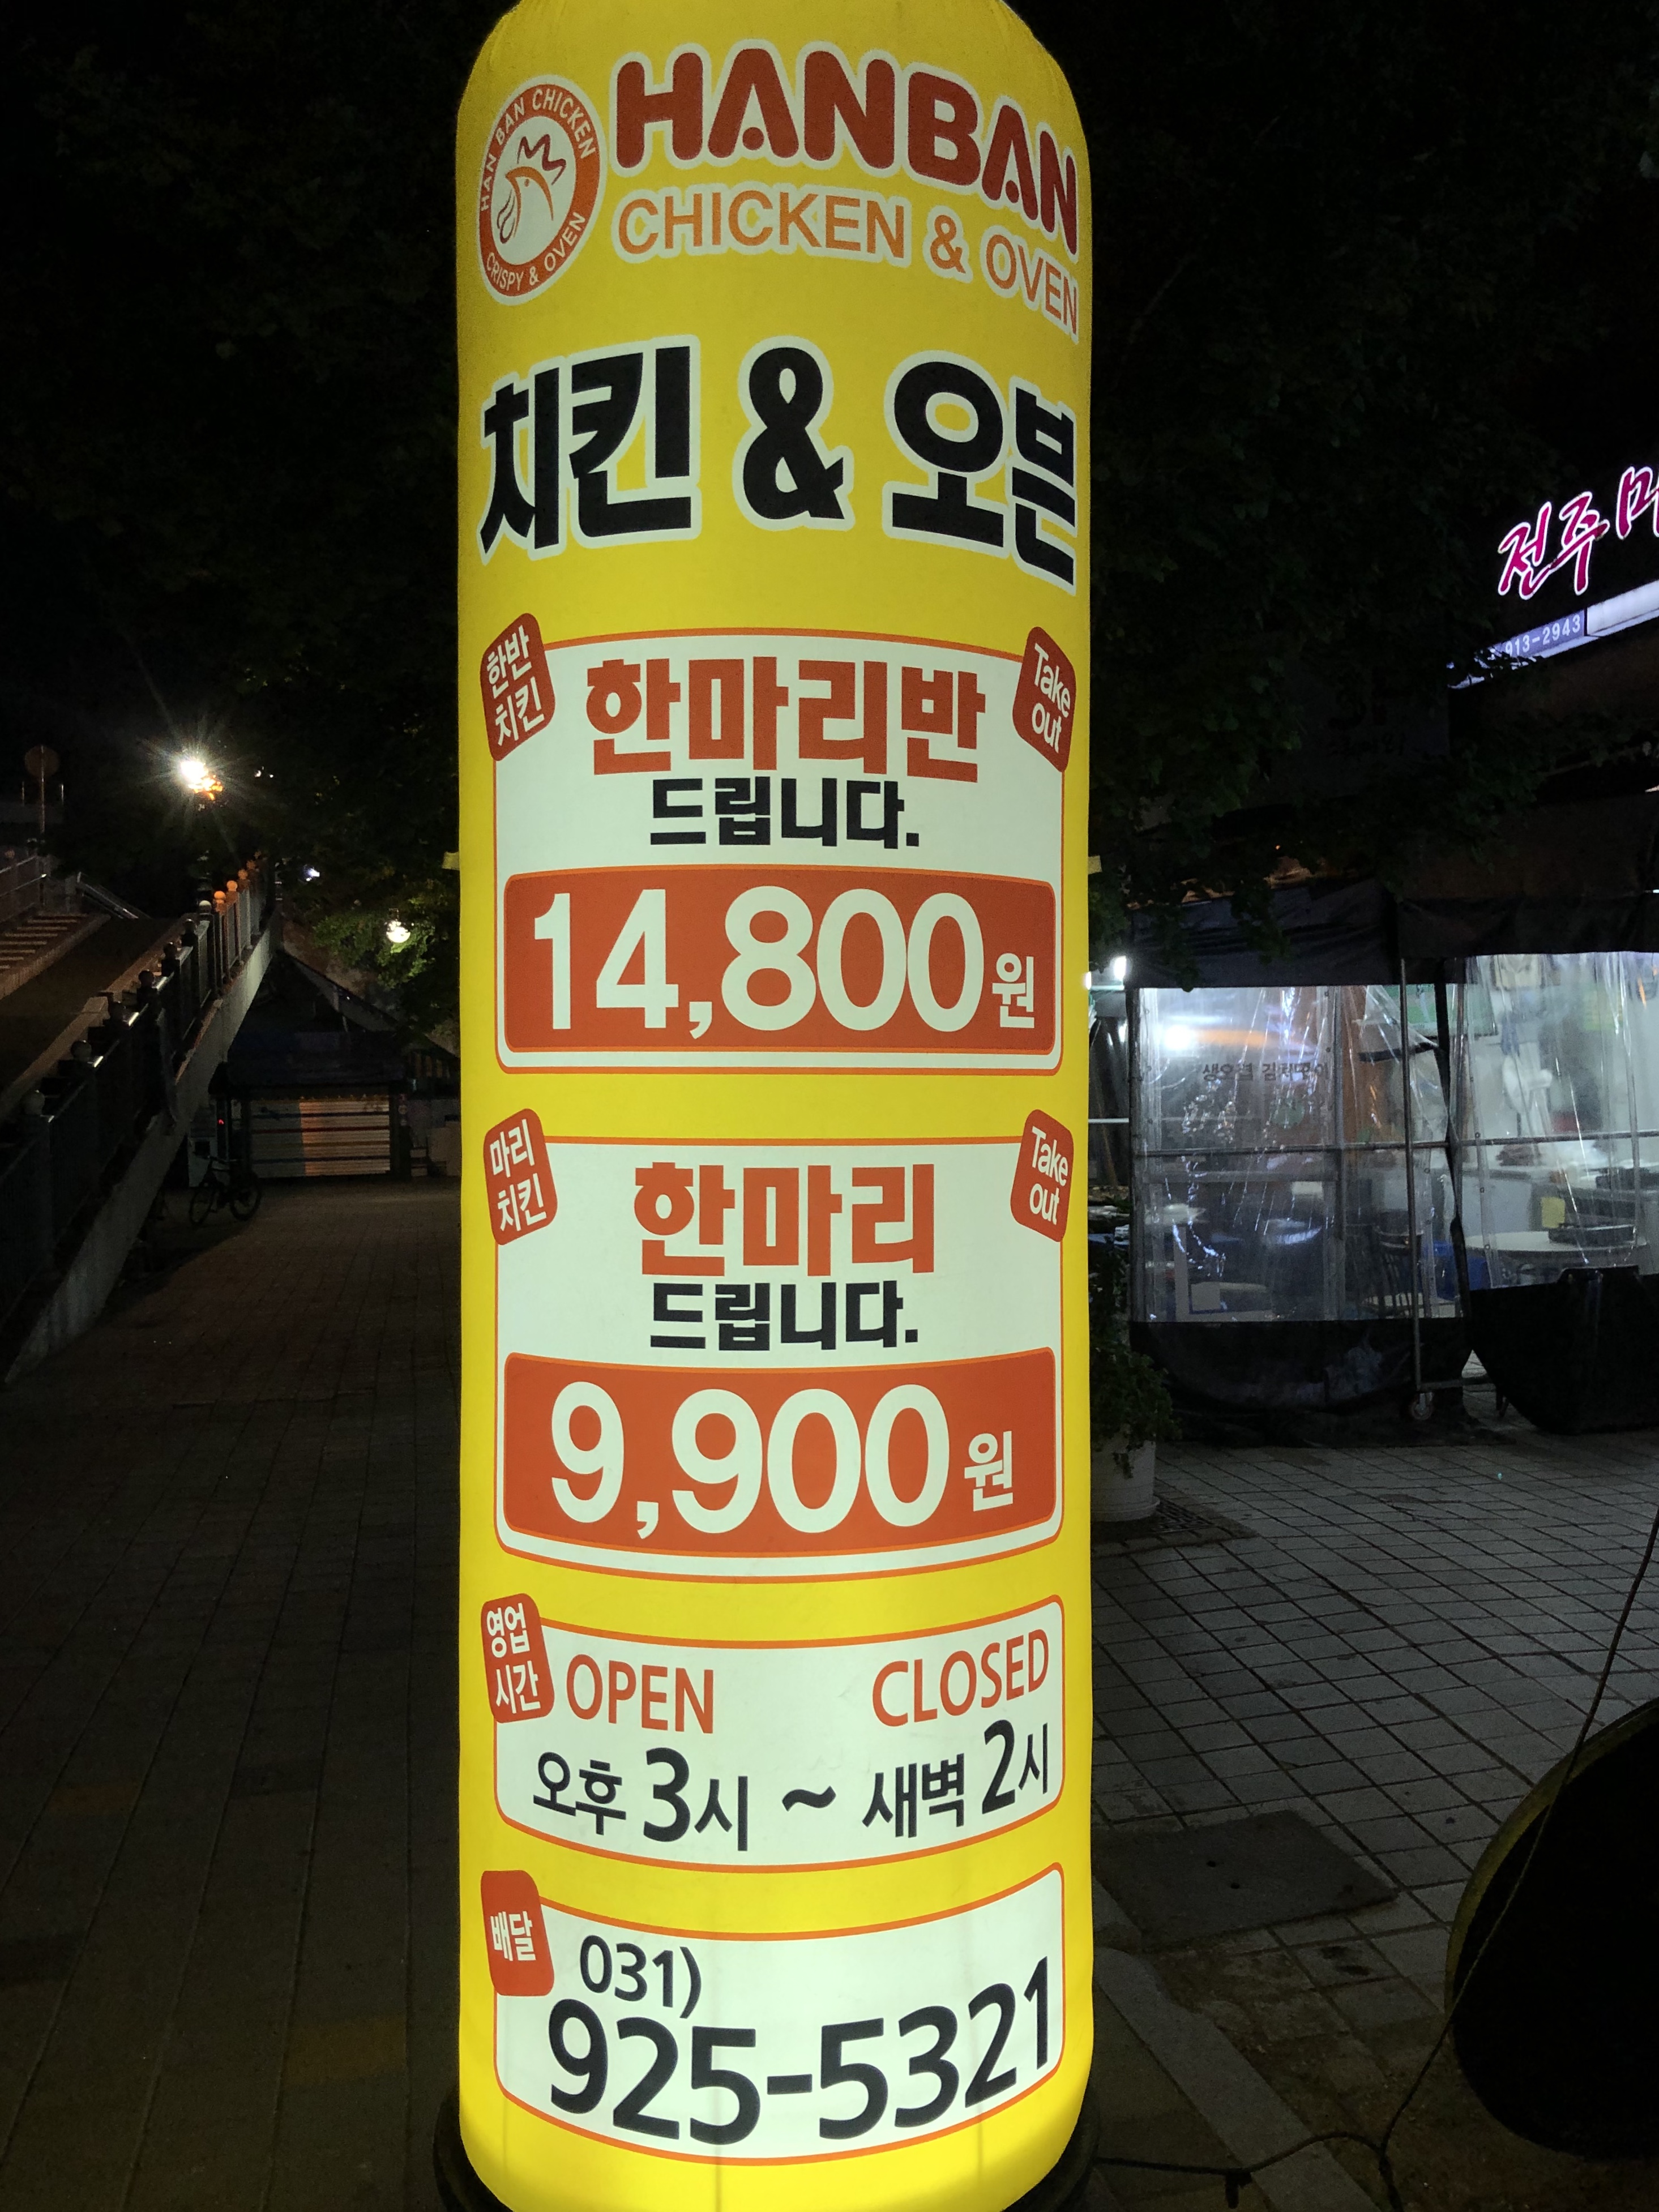 HAN BAN CHICKEN
CRISPY & OVEN
HANBAN
CHICKEN & OVEN
치킨 & 오븐
한반
치킨
한마리반
드립니다.
Take
out
14,800원
마리
치킨
한마리
드립니다.
Take
out
9,900원
영업
시간
OPEN CLOSED
오후 3시 ~ 새벽 2시
배달
031)
925-5321
전주
913-2943